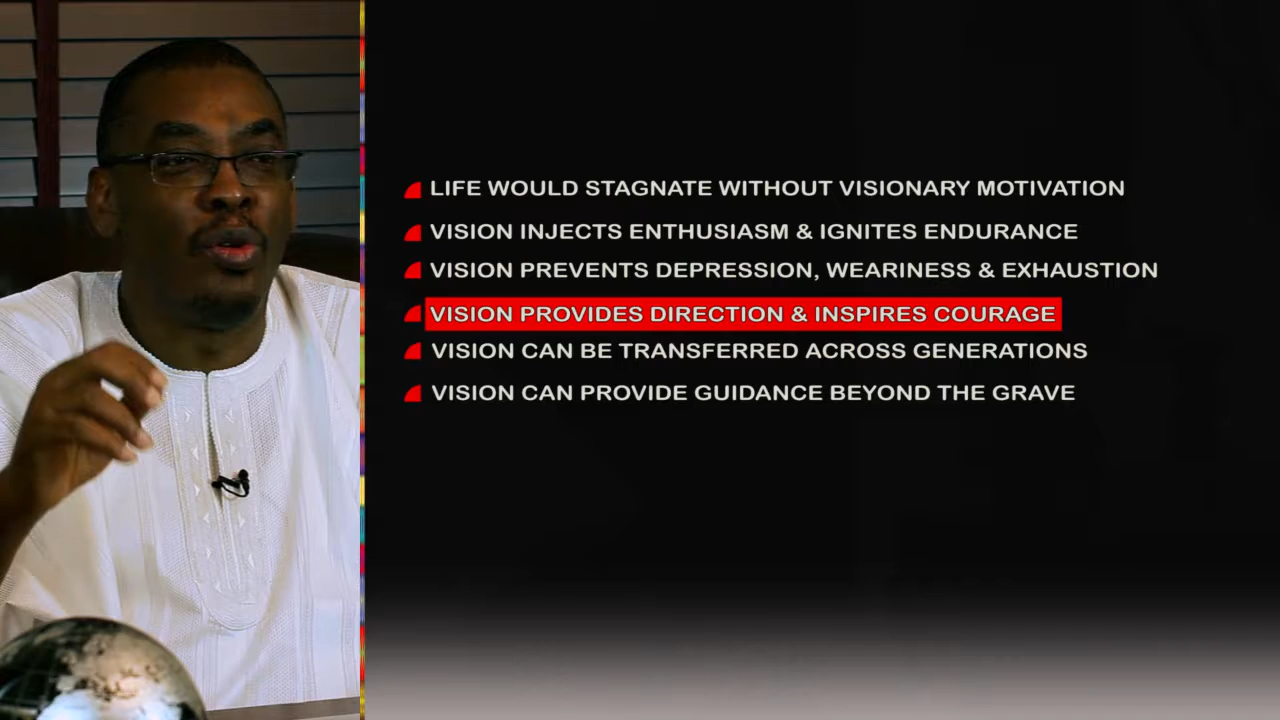 LIFE WOULD STAGNATE WITHOUT VISIONARY MOTIVATION
VISION INJECTS ENTHUSIASM & IGNITES ENDURANCE
VISION PREVENTS DEPRESSION, WEARINESS & EXHAUSTION
VISION PROVIDES DIRECTION & INSPIRES COURAGE
VISION CAN BE TRANSFERRED ACROSS GENERATIONS
VISION CAN PROVIDE GUIDANCE BEYOND THE GRAVE